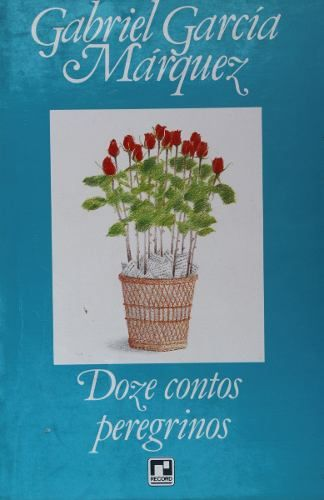 Gabriel García
Márquez
Doze contos
peregrinos
RECORD